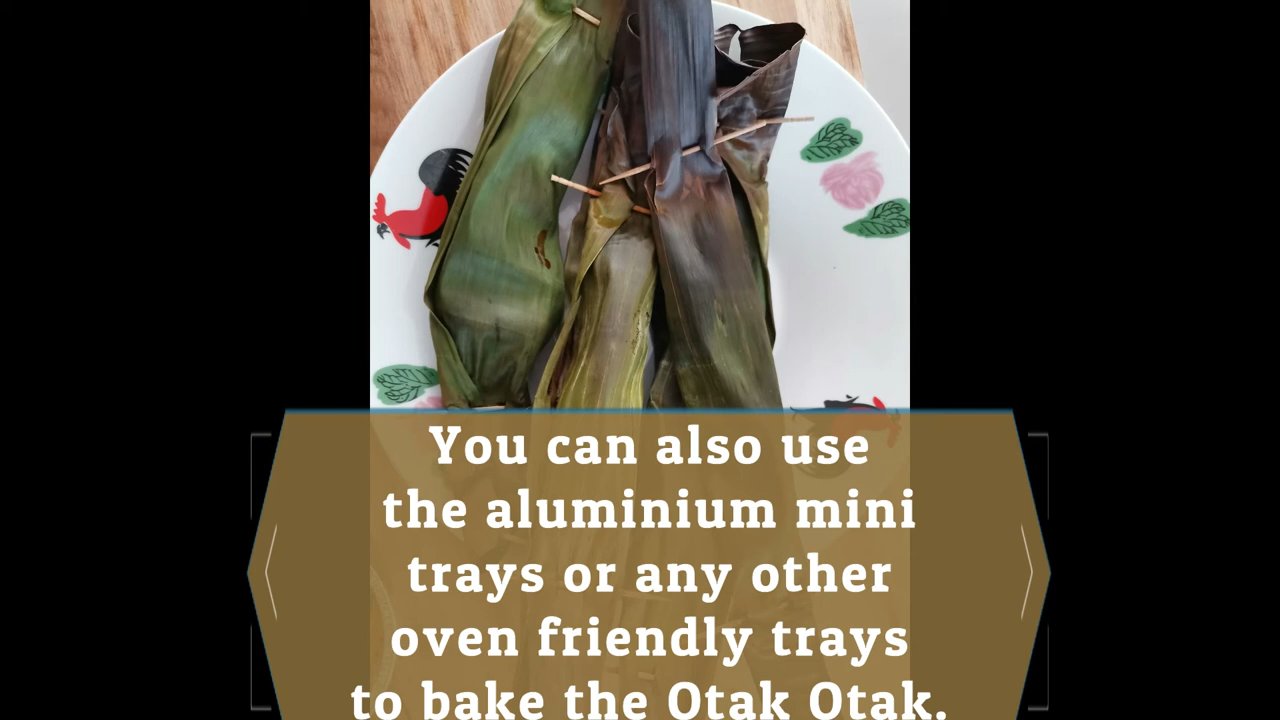 You can also use
the aluminium mini
trays or any other
oven friendly trays
to bake the Otak Otak.